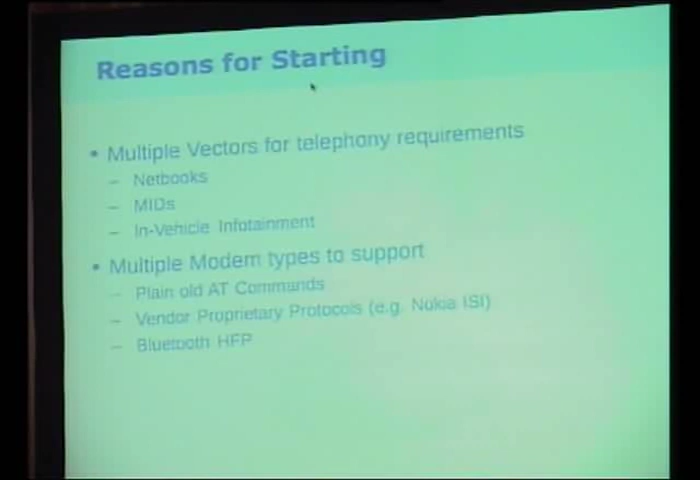 Reasons for Starting
• Multiple Vectors for telephony requirements
– Netbooks
– MIDs
– In-Vehicle Infotainment
• Multiple Modem types to support
– Plain old AT Commands
– Vendor Proprietary Protocols (e.g. Nokia ISI)
– Bluetooth HFP